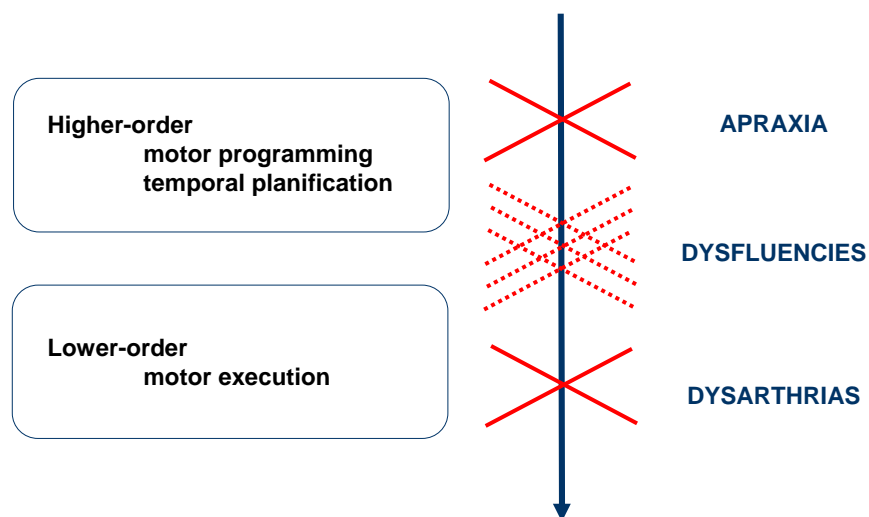 Higher-order
motor programming
temporal planification
APRAXIA
DYSFLUENCIES
Lower-order
motor execution
DYSARTHRIAS